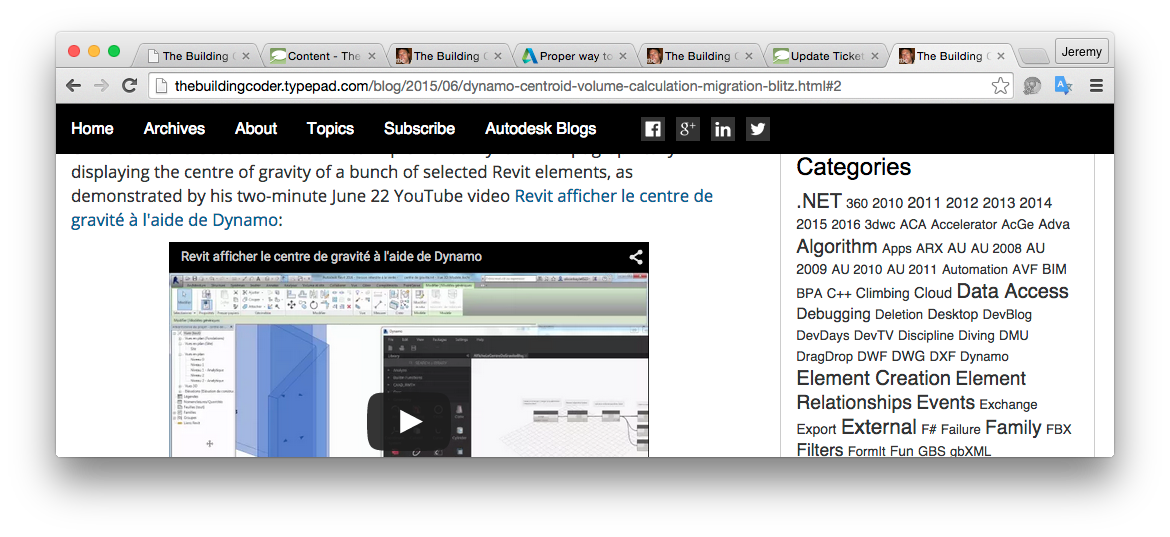 The Building C
Content - The
The Building C
Proper way to
The Building C
Update Ticket
The Building C
Jeremy
thebuildingcoder.typepad.com/blog/2015/06/dynamo-centroid-volume-calculation-migration-blitz.html#2
Home Archives About Topics Subscribe Autodesk Blogs
displaying the centre of gravity of a bunch of selected Revit elements, as
demonstrated by his two-minute June 22 YouTube video Revit afficher le centre de
gravité à l'aide de Dynamo:
Revit afficher le centre de gravité à l'aide de Dynamo
Categories
.NET 360 2010 2011 2012 2013 2014
2015 2016 3dwc ACA Accelerator AcGe Adva
Algorithm Apps ARX AU AU 2008 AU
2009 AU 2010 AU 2011 Automation AVF BIM
BPA C++ Climbing Cloud Data Access
Debugging Deletion Desktop DevBlog
DevDays DevTV Discipline Diving DMU
DragDrop DWF DWG DXF Dynamo
Element Creation Element
Relationships Events Exchange
Export External F# Failure Family FBX
Filters FormIt Fun GBS gbXML